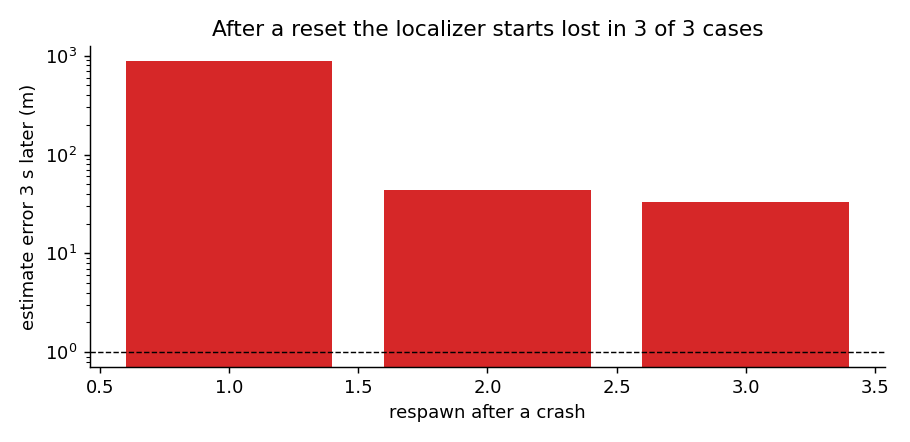 After a reset the localizer starts lost in 3 of 3 cases
estimate error 3 s later (m)
10³
10²
10¹
10⁰
0.5 1.0 1.5 2.0 2.5 3.0 3.5
respawn after a crash